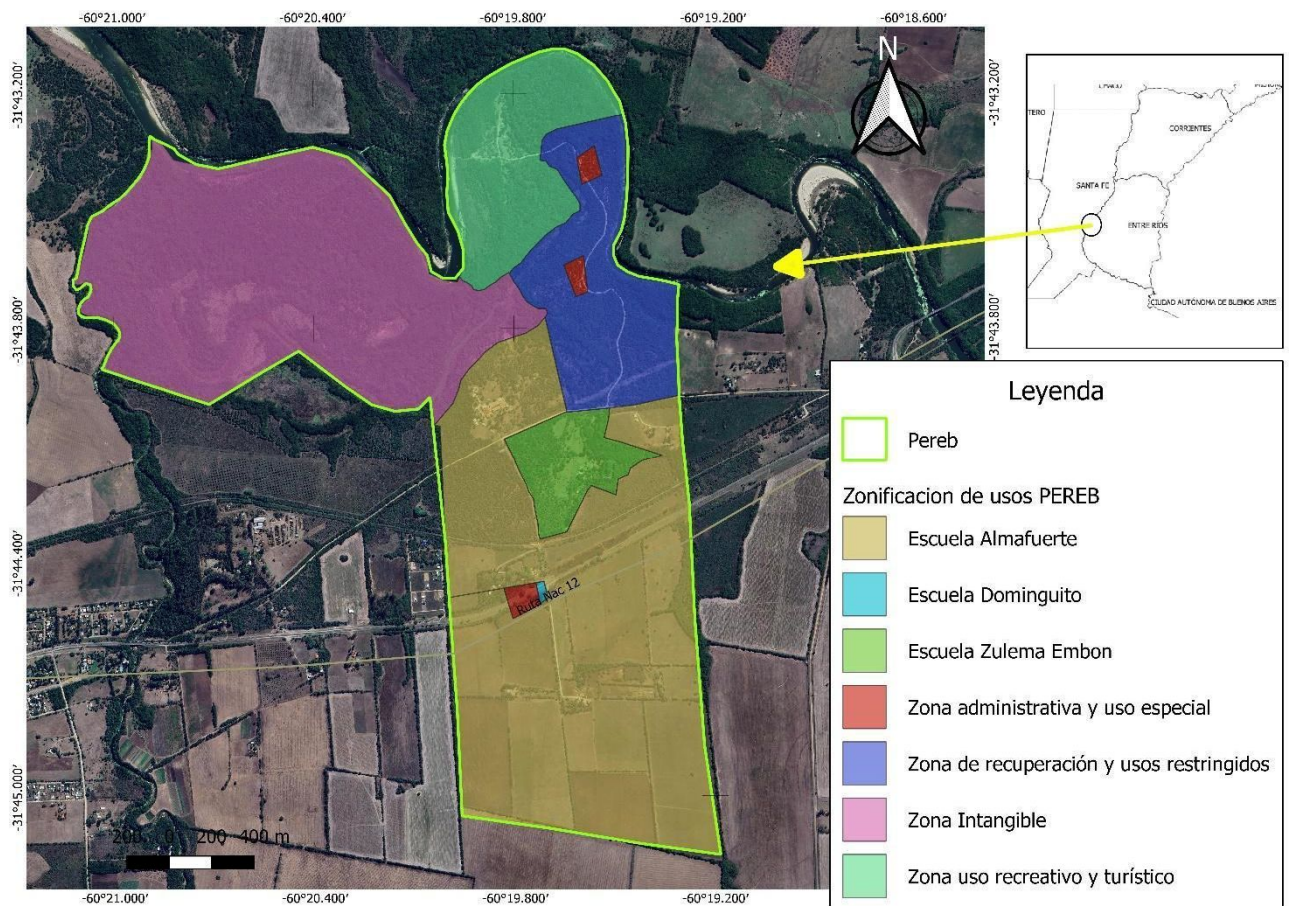 -60°21.000′ -60°20.400′ -60°19.800′ -60°19.200′ -60°18.600′
-31°43.200′
-31°43.800′
-31°44.400′
-31°45.000′
N
-31°43.200′
-31°43.800′
CORRIENTES
TERO
SANTA FE
ENTRE RÍOS
CIUDAD AUTÓNOMA DE BUENOS AIRES
Ruta Nac 12
200 0 200 400 m
Leyenda
Pereb
Zonificacion de usos PEREB
Escuela Almafuerte
Escuela Dominguito
Escuela Zulema Embon
Zona administrativa y uso especial
Zona de recuperación y usos restringidos
Zona Intangible
Zona uso recreativo y turístico
-60°21.000′ -60°20.400′ -60°19.800′ -60°19.200′